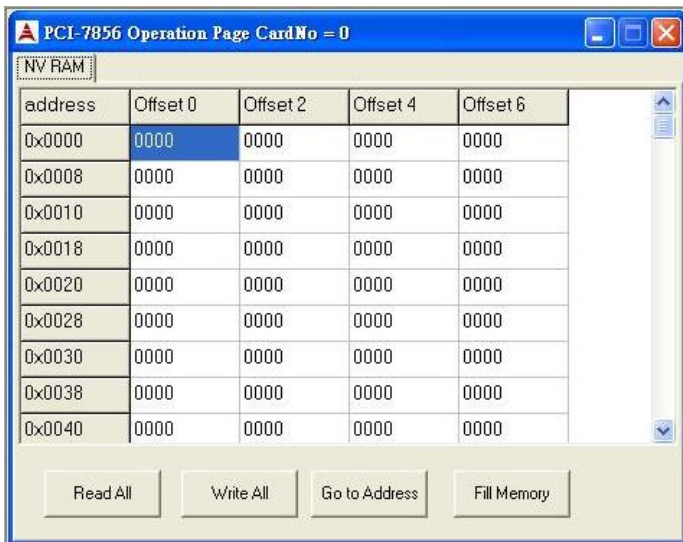 PCI-7856 Operation Page CardNo = 0
NV RAM
address Offset 0 Offset 2 Offset 4 Offset 6
0x0000 0000 0000 0000 0000
0x0008 0000 0000 0000 0000
0x0010 0000 0000 0000 0000
0x0018 0000 0000 0000 0000
0x0020 0000 0000 0000 0000
0x0028 0000 0000 0000 0000
0x0030 0000 0000 0000 0000
0x0038 0000 0000 0000 0000
0x0040 0000 0000 0000 0000
Read All Write All Go to Address Fill Memory